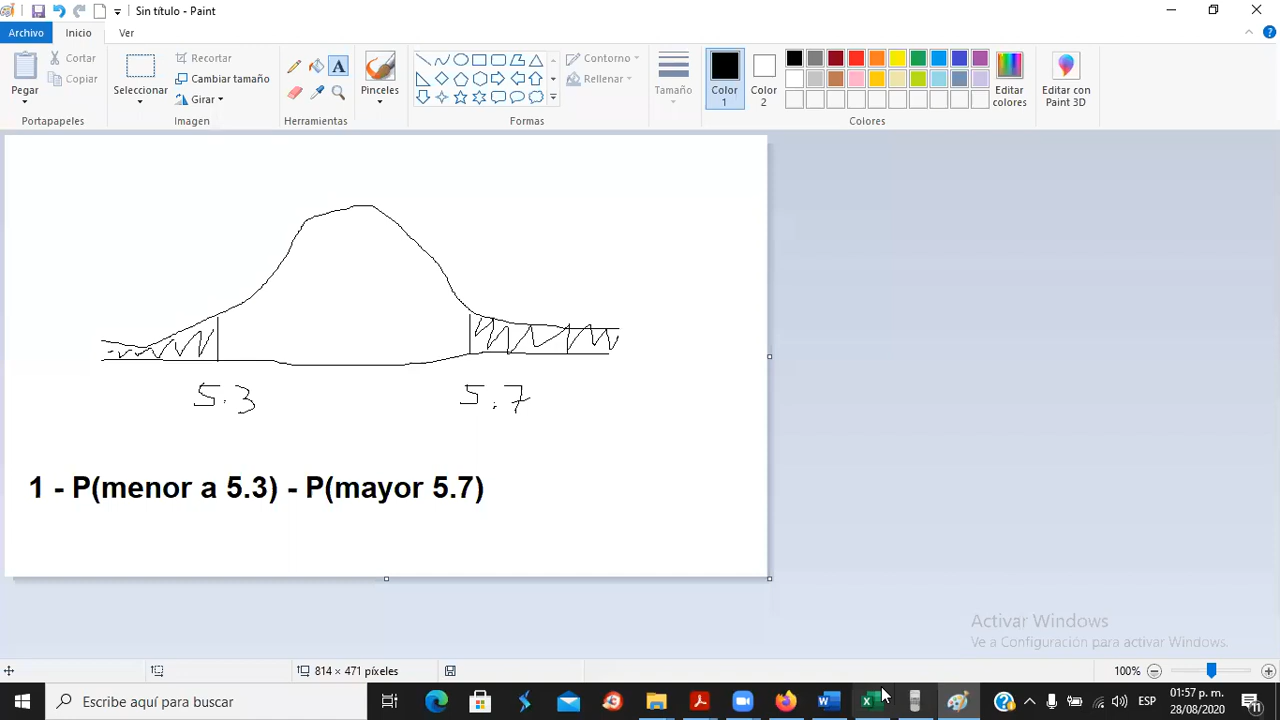 Sin título - Paint
Archivo Inicio Ver
Pegar
Cortar
Copiar
Portapapeles
Seleccionar
Recortar
Cambiar tamaño
Girar
Imagen
A
Herramientas
Pinceles
Contorno
Rellenar
Formas
Tamaño
Color 1
Color 2
Editar colores
Colores
Editar con Paint 3D
5.3 5.7
1 - P(menor a 5.3) - P(mayor 5.7)
Activar Windows
Ve a Configuración para activar Windows.
814 × 471 píxeles
100%
Escribe aquí para buscar
ESP
01:57 p. m.
28/08/2020
11